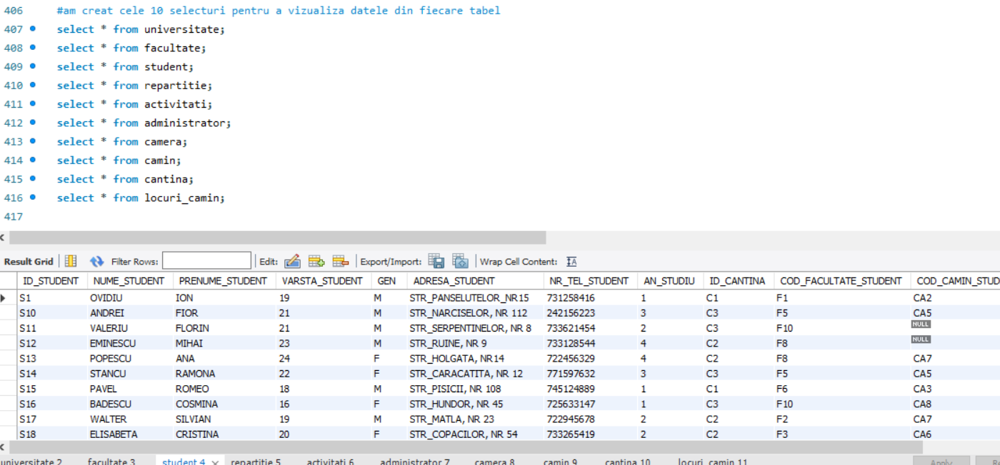 406 #am creat cele 10 selecturi pentru a vizualiza datele din fiecare tabel
407 select * from universitate;
408 select * from facultate;
409 select * from student;
410 select * from repartitie;
411 select * from activitati;
412 select * from administrator;
413 select * from camera;
414 select * from camin;
415 select * from cantina;
416 select * from locuri_camin;
417
Result Grid Filter Rows: Edit: Export/Import: Wrap Cell Content: IA
ID_STUDENT NUME_STUDENT PRENUME_STUDENT VARSTA_STUDENT GEN ADRESA_STUDENT NR_TEL_STUDENT AN_STUDIU ID_CANTINA COD_FACULTATE_STUDENT COD_CAMIN_STUD
S1 OVIDIU ION 19 M STR_PANSELUTELOR_NR15 731258416 1 C1 F1 CA2
S10 ANDREI FIOR 21 M STR_NARCISELOR, NR 112 242156223 3 C3 F5 CA5
S11 VALERIU FLORIN 21 M STR_SERPENTINELOR, NR 8 733621454 2 C3 F10 NULL
S12 EMINESCU MIHAI 23 M STR_RUINE, NR 9 733128544 4 C2 F8 NULL
S13 POPESCU ANA 24 F STR_HOLGATA, NR14 722456329 4 C2 F8 CA7
S14 STANCU RAMONA 22 F STR_CARACATITA, NR 12 771597632 3 C3 F5 CA5
S15 PAVEL ROMEO 18 M STR_PISICII, NR 108 745124889 1 C1 F6 CA3
S16 BADESCU COSMINA 16 F STR_HUNDOR, NR 45 725633147 1 C3 F10 CA8
S17 WALTER SILVIAN 19 M STR_MATLA, NR 23 722945678 2 C2 F2 CA7
S18 ELISABETA CRISTINA 20 F STR_COPACILOR, NR 54 733265419 2 C2 F3 CA6
universitate 2 facultate 3 student 4 repartitie 5 activitati 6 administrator 7 camera 8 camin 9 cantina 10 locuri_camin 11 Apply